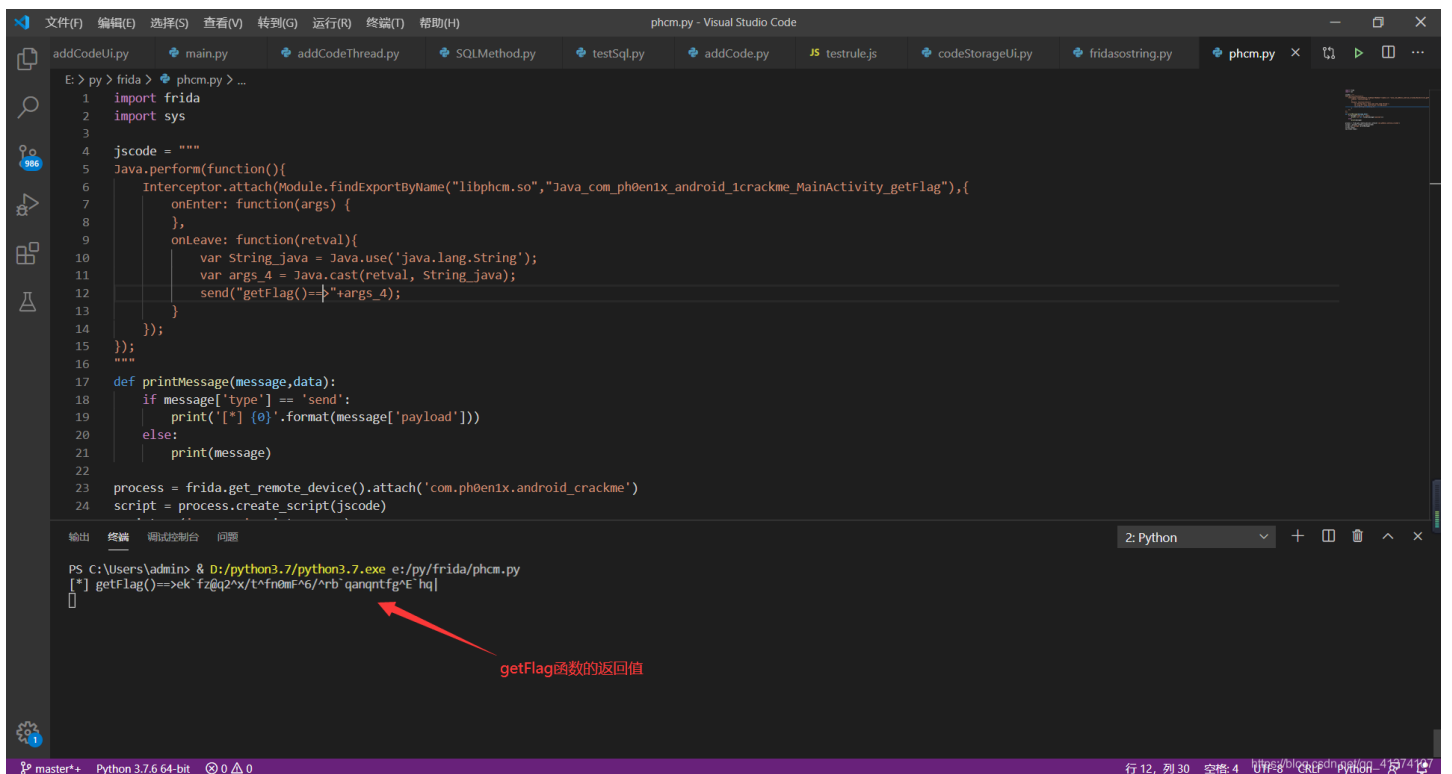 文件(F) 编辑(E) 选择(S) 查看(V) 转到(G) 运行(R) 终端(T) 帮助(H) phcm.py - Visual Studio Code
addCodeUi.py main.py addCodeThread.py SQLMethod.py testSql.py addCode.py JS testrule.js codeStorageUi.py fridasostring.py phcm.py
E: > py > frida > phcm.py > ...
1 import frida
2 import sys
3
4 jscode = """
5 Java.perform(function(){
6 Interceptor.attach(Module.findExportByName("libphcm.so","Java_com_ph0en1x_android_1crackme_MainActivity_getFlag"),{
7 onEnter: function(args) {
8 },
9 onLeave: function(retval){
10 var String_java = Java.use('java.lang.String');
11 var args_4 = Java.cast(retval, String_java);
12 send("getFlag()==>"+args_4);
13 }
14 });
15 });
16 """
17 def printMessage(message,data):
18 if message['type'] == 'send':
19 print('[*] {0}'.format(message['payload']))
20 else:
21 print(message)
22
23 process = frida.get_remote_device().attach('com.ph0en1x.android_crackme')
24 script = process.create_script(jscode)
986
输出 终端 调试控制台 问题 2: Python
PS C:\Users\admin> & D:/python3.7/python3.7.exe e:/py/frida/phcm.py
[*] getFlag()==>ek`fz@q2^x/t^fn0mF^6/^rb`qanqntfg^E`hq|
getFlag函数的返回值
1
master*+ Python 3.7.6 64-bit 0 0 行 12，列 30 空格: 4 UTF-8 CRLF Python
https://blog.csdn.net/qq_41374107